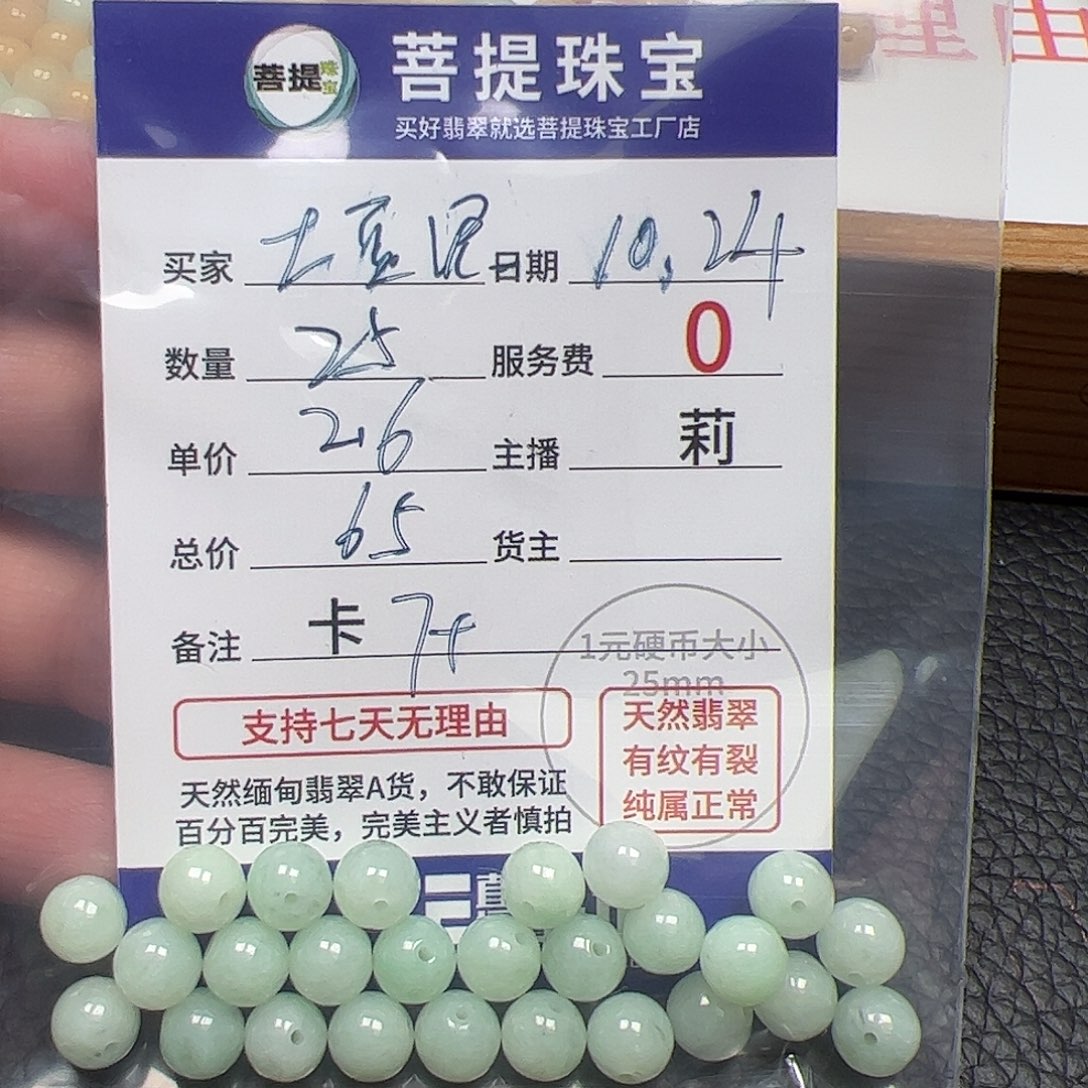 菩提珠宝
菩提珠宝
买好翡翠就选菩提珠宝工厂店
买家 大豆泥 日期 10.24
数量 25 服务费 0
单价 2.6 主播 莉
总价 65 货主
备注 卡 7+
1元硬币大小
25mm
支持七天无理由
天然翡翠
有纹有裂
纯属正常
天然缅甸翡翠A货，不敢保证
百分百完美，完美主义者慎拍